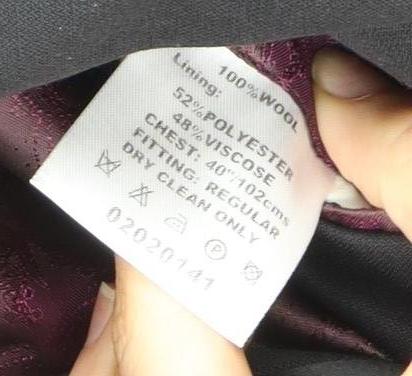 100%WOOL
Lining:
52%POLYESTER
48%VISCOSE
CHEST: 40"/102cms
FITTING: REGULAR
DRY CLEAN ONLY
P
02020141